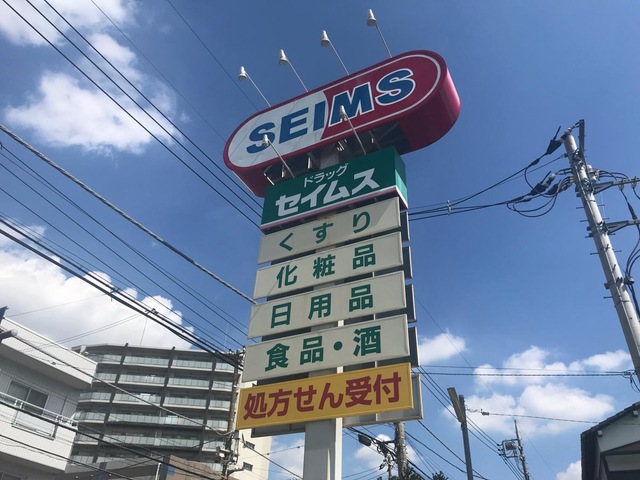 SEIMS
ドラッグ
セイムス
くすり
化粧品
日用品
食品・酒
処方せん受付